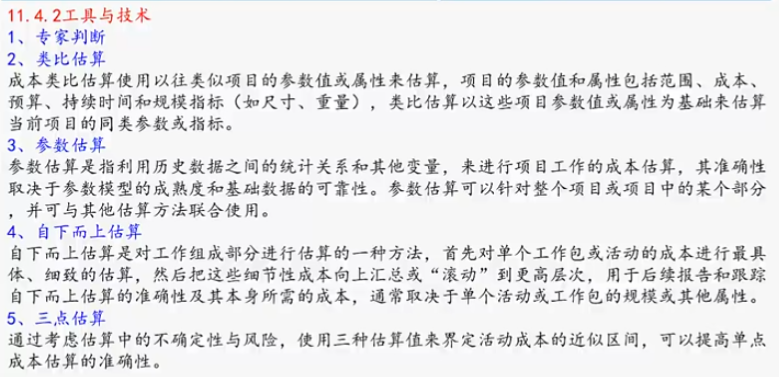 11.4.2工具与技术
1、专家判断
2、类比估算
成本类比估算使用以往类似项目的参数值或属性来估算，项目的参数值和属性包括范围、成本、
预算、持续时间和规模指标（如尺寸、重量），类比估算以这些项目参数值或属性为基础来估算
当前项目的同类参数或指标。
3、参数估算
参数估算是指利用历史数据之间的统计关系和其他变量，来进行项目工作的成本估算，其准确性
取决于参数模型的成熟度和基础数据的可靠性。参数估算可以针对整个项目或项目中的某个部分
，并可与其他估算方法联合使用。
4、自下而上估算
自下而上估算是对工作组成部分进行估算的一种方法，首先对单个工作包或活动的成本进行最具
体、细致的估算，然后把这些细节性成本向上汇总或“滚动”到更高层次，用于后续报告和跟踪
自下而上估算的准确性及其本身所需的成本，通常取决于单个活动或工作包的规模或其他属性。
5、三点估算
通过考虑估算中的不确定性与风险，使用三种估算值来界定活动成本的近似区间，可以提高单点
成本估算的准确性。